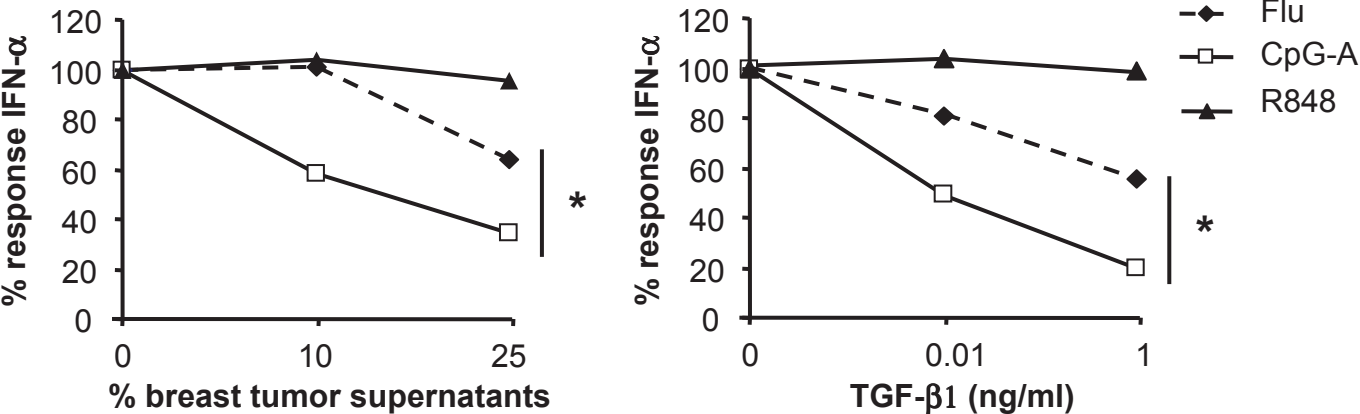 % response IFN-α
120
100
80
60
40
20
0
0 10 25
% breast tumor supernatants
*
% response IFN-α
120
100
80
60
40
20
0
0 0.01 1
TGF-β1 (ng/ml)
*
Flu
CpG-A
R848